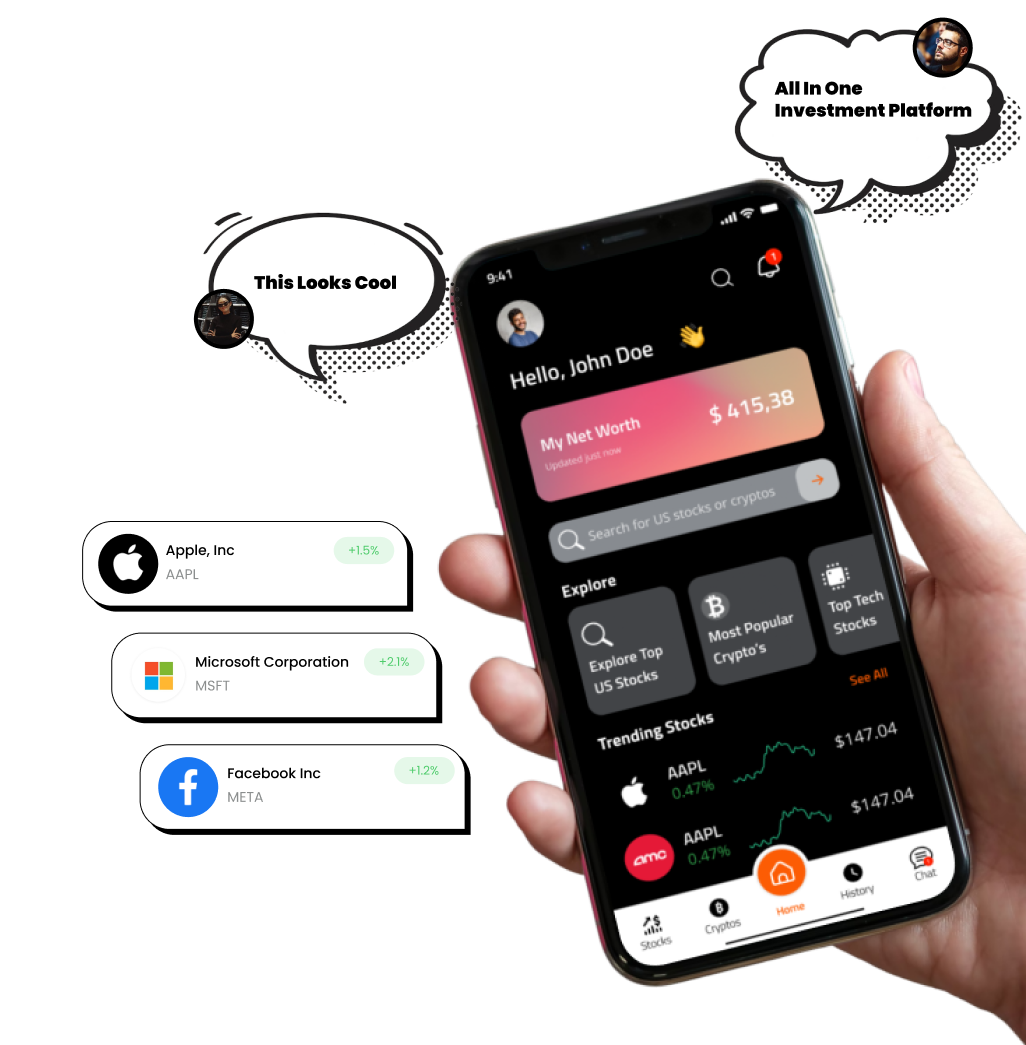 All In One
Investment Platform
This Looks Cool
9:41
1
Hello, John Doe
My Net Worth
$ 415,38
Updated just now
Search for US stocks or cryptos
Explore
Explore Top
US Stocks
Most Popular
Crypto's
Top Tech
Stocks
See All
Trending Stocks
AAPL
0.47%
$147.04
amc
AAPL
0.47%
$147.04
Stocks
Cryptos
Home
History
Chat
Apple, Inc
+1.5%
AAPL
Microsoft Corporation
+2.1%
MSFT
Facebook Inc
+1.2%
META